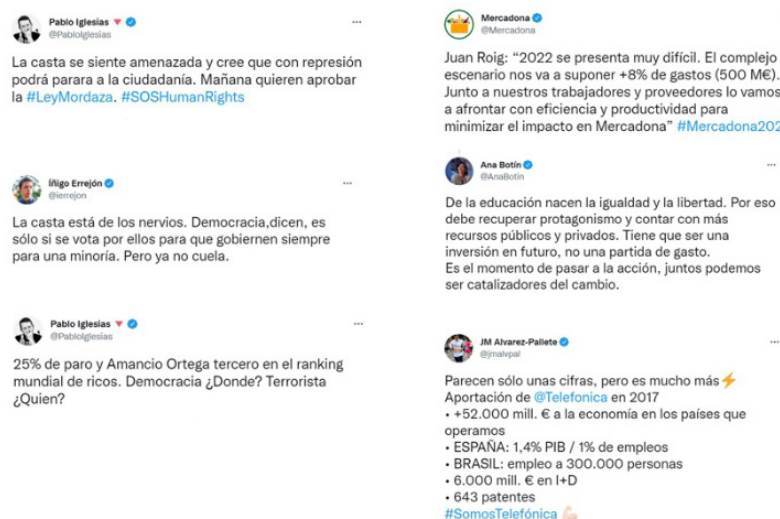 Pablo Iglesias
@PabloIglesias
La casta se siente amenazada y cree que con represión
podrá parara a la ciudadanía. Mañana quieren aprobar
la #LeyMordaza. #SOSHumanRights
Íñigo Errejón
@ierrejon
La casta está de los nervios. Democracia,dicen, es
sólo si se vota por ellos para que gobiernen siempre
para una minoría. Pero ya no cuela.
Pablo Iglesias
@PabloIglesias
25% de paro y Amancio Ortega tercero en el ranking
mundial de ricos. Democracia ¿Donde? Terrorista
¿Quien?
Mercadona
@Mercadona
Juan Roig: “2022 se presenta muy difícil. El complejo
escenario nos va a suponer +8% de gastos (500 M€).
Junto a nuestros trabajadores y proveedores lo vamos
a afrontar con eficiencia y productividad para
minimizar el impacto en Mercadona” #Mercadona202
Ana Botín
@AnaBotin
De la educación nacen la igualdad y la libertad. Por eso
debe recuperar protagonismo y contar con más
recursos públicos y privados. Tiene que ser una
inversión en futuro, no una partida de gasto.
Es el momento de pasar a la acción, juntos podemos
ser catalizadores del cambio.
JM Alvarez-Pallete
@jmalvpal
Parecen sólo unas cifras, pero es mucho más⚡
Aportación de @Telefonica en 2017
• +52.000 mill. € a la economía en los países que
operamos
• ESPAÑA: 1,4% PIB / 1% de empleos
• BRASIL: empleo a 300.000 personas
• 6.000 mill. € en I+D
• 643 patentes
#SomosTelefónica 💪🏻